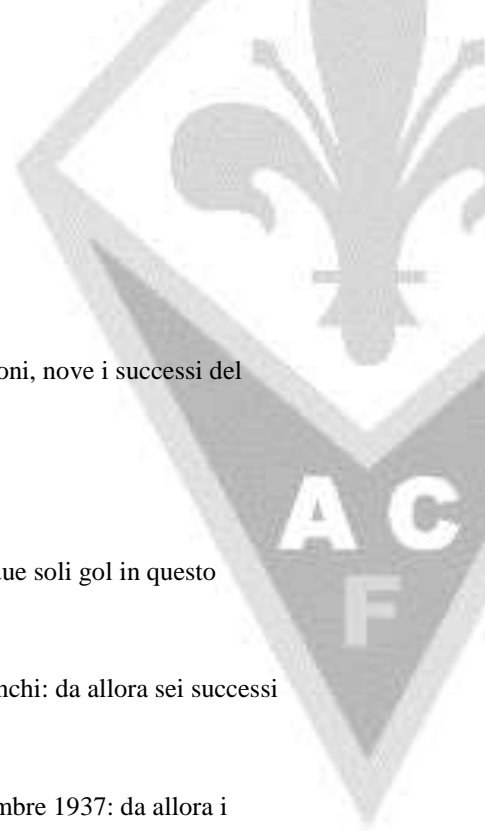 oni, nove i successi del
A C
F
ue soli gol in questo
nchi: da allora sei successi
mbre 1937: da allora i